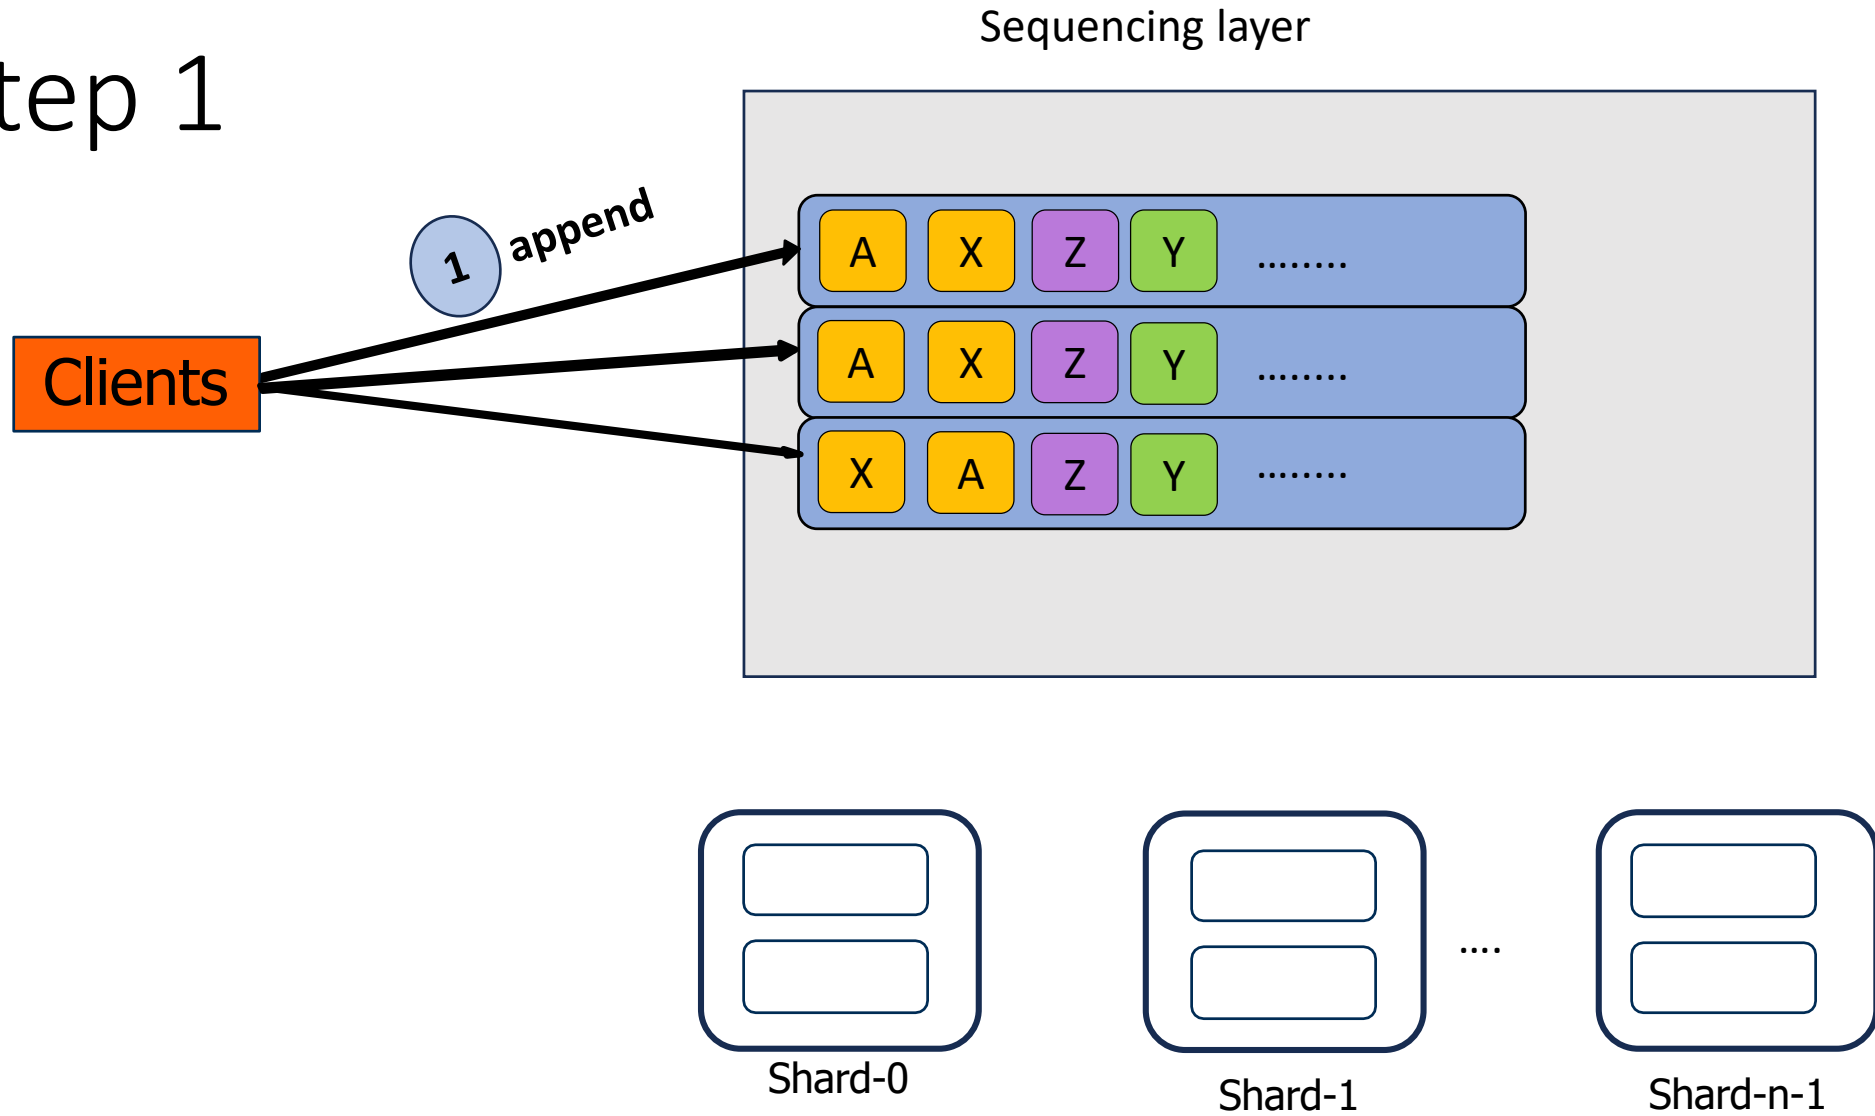 Sequencing layer
tep 1
1 append
A X Z Y ........
Clients
A X Z Y ........
X A Z Y ........
....
Shard-0
Shard-1
Shard-n-1